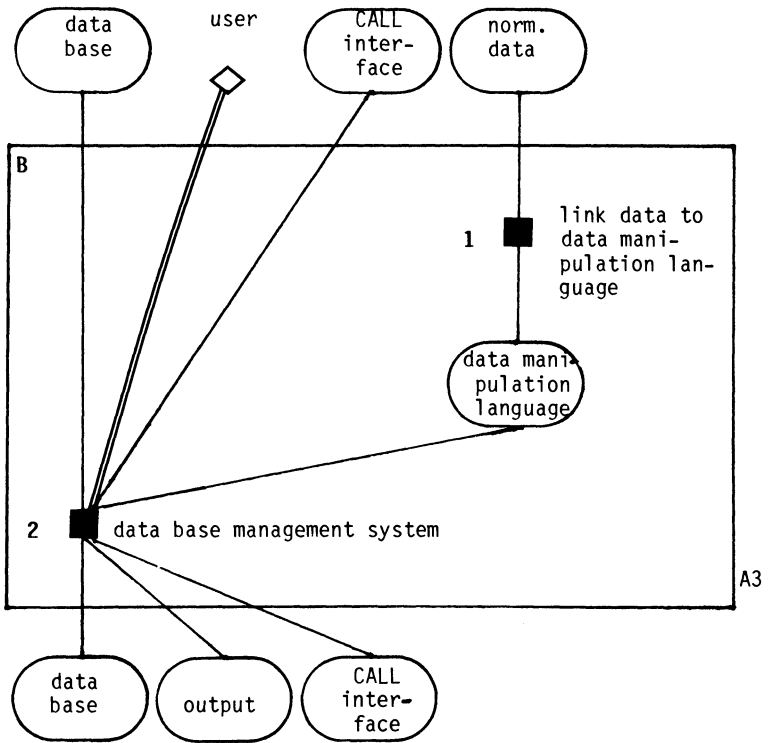 data
base
user
CALL
inter-
face
norm.
data
B
1
link data to
data mani-
pulation lan-
guage
data mani-
pulation
language
2
data base management system
A3
data
base
output
CALL
inter-
face